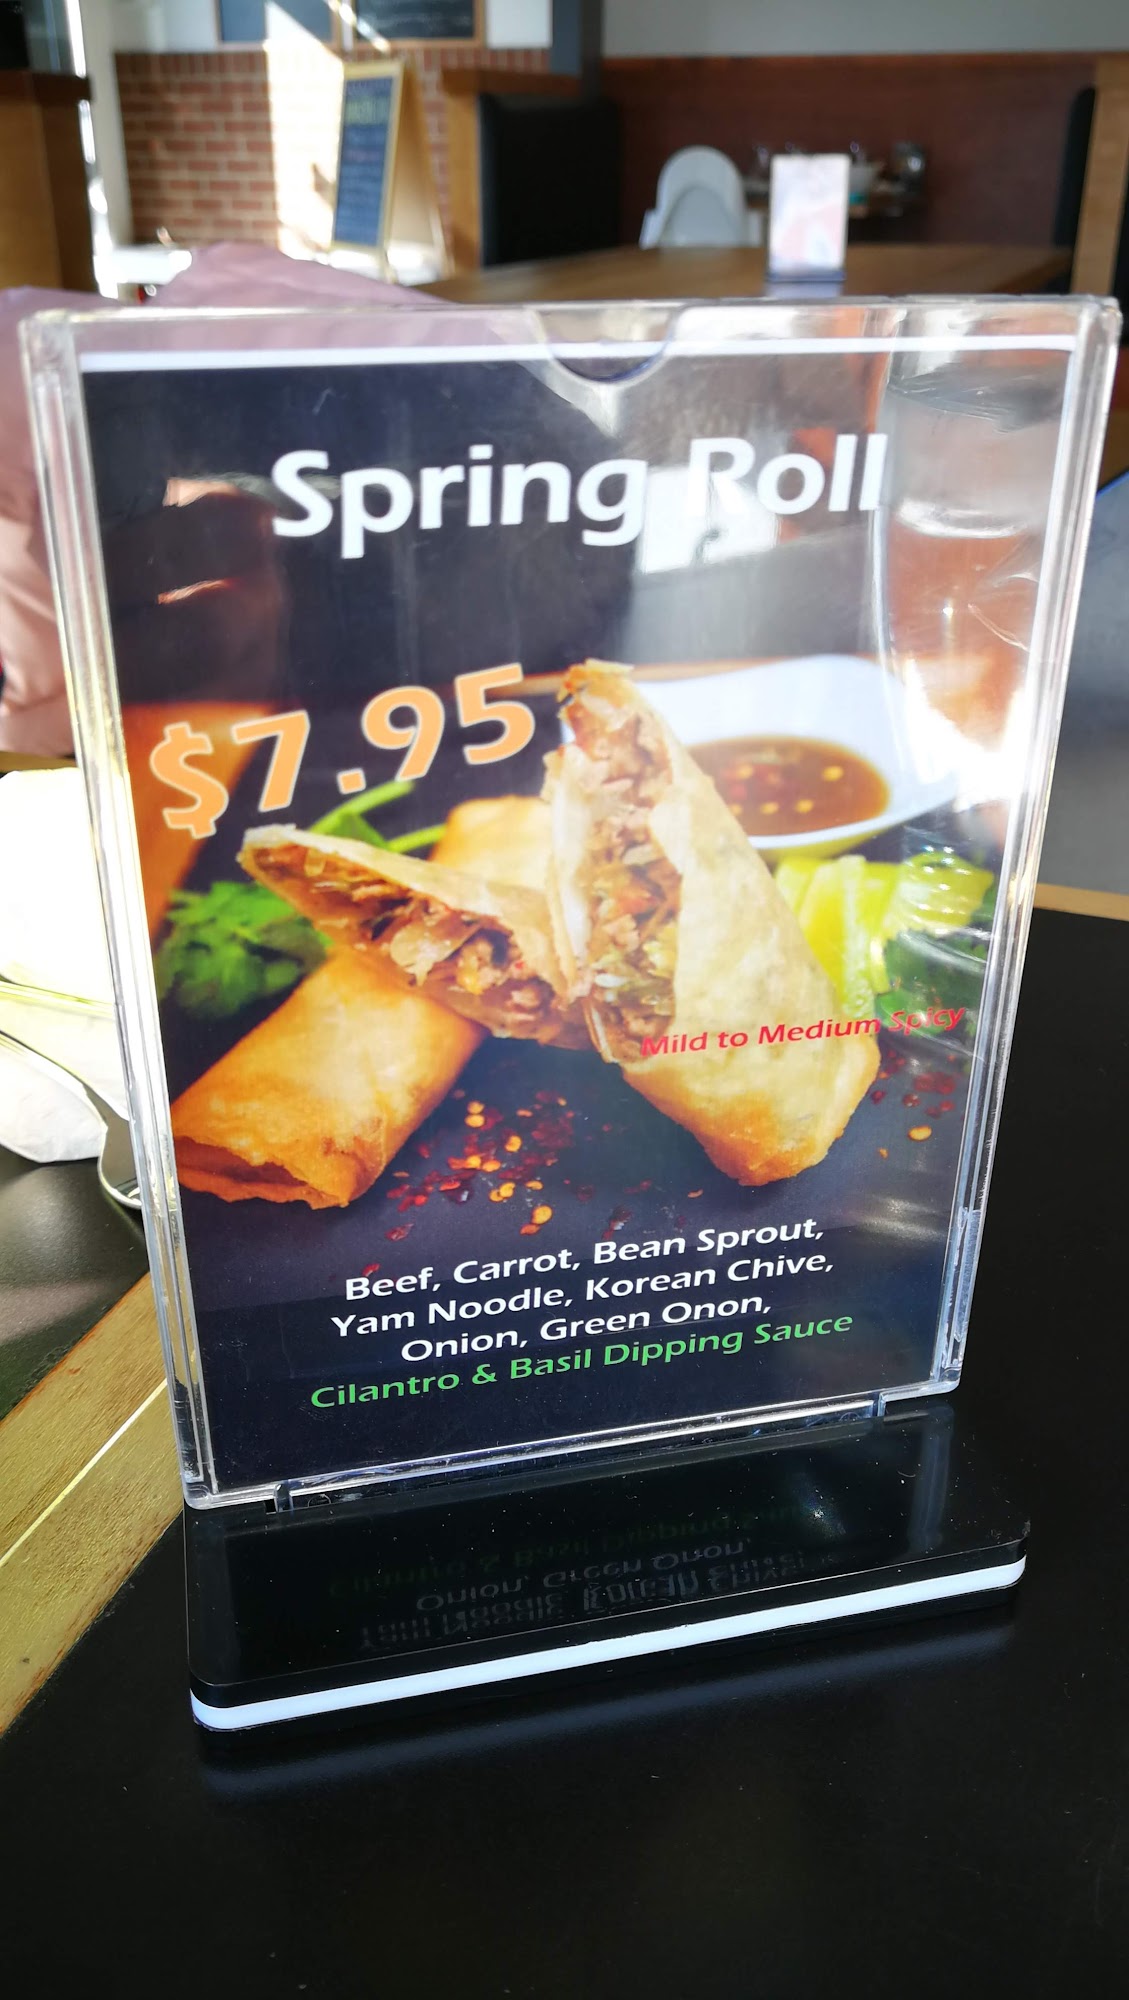 Spring Roll
$7.95
Mild to Medium Spicy
Beef, Carrot, Bean Sprout,
Yam Noodle, Korean Chive,
Onion, Green Onon,
Cilantro & Basil Dipping Sauce